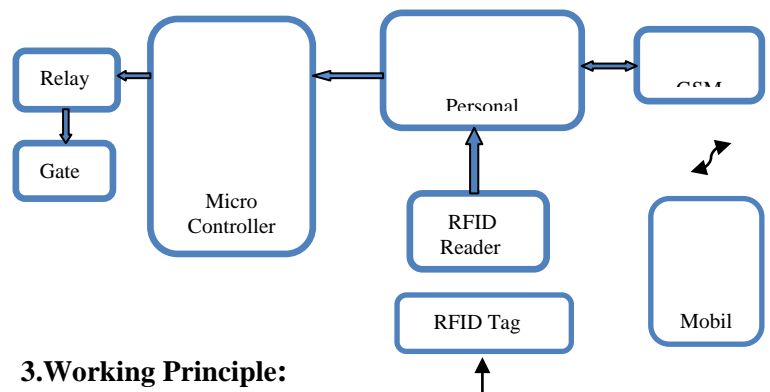 Relay
Personal
Gate
Micro
Controller
RFID
Reader
RFID Tag
Mobil
3.Working Principle: